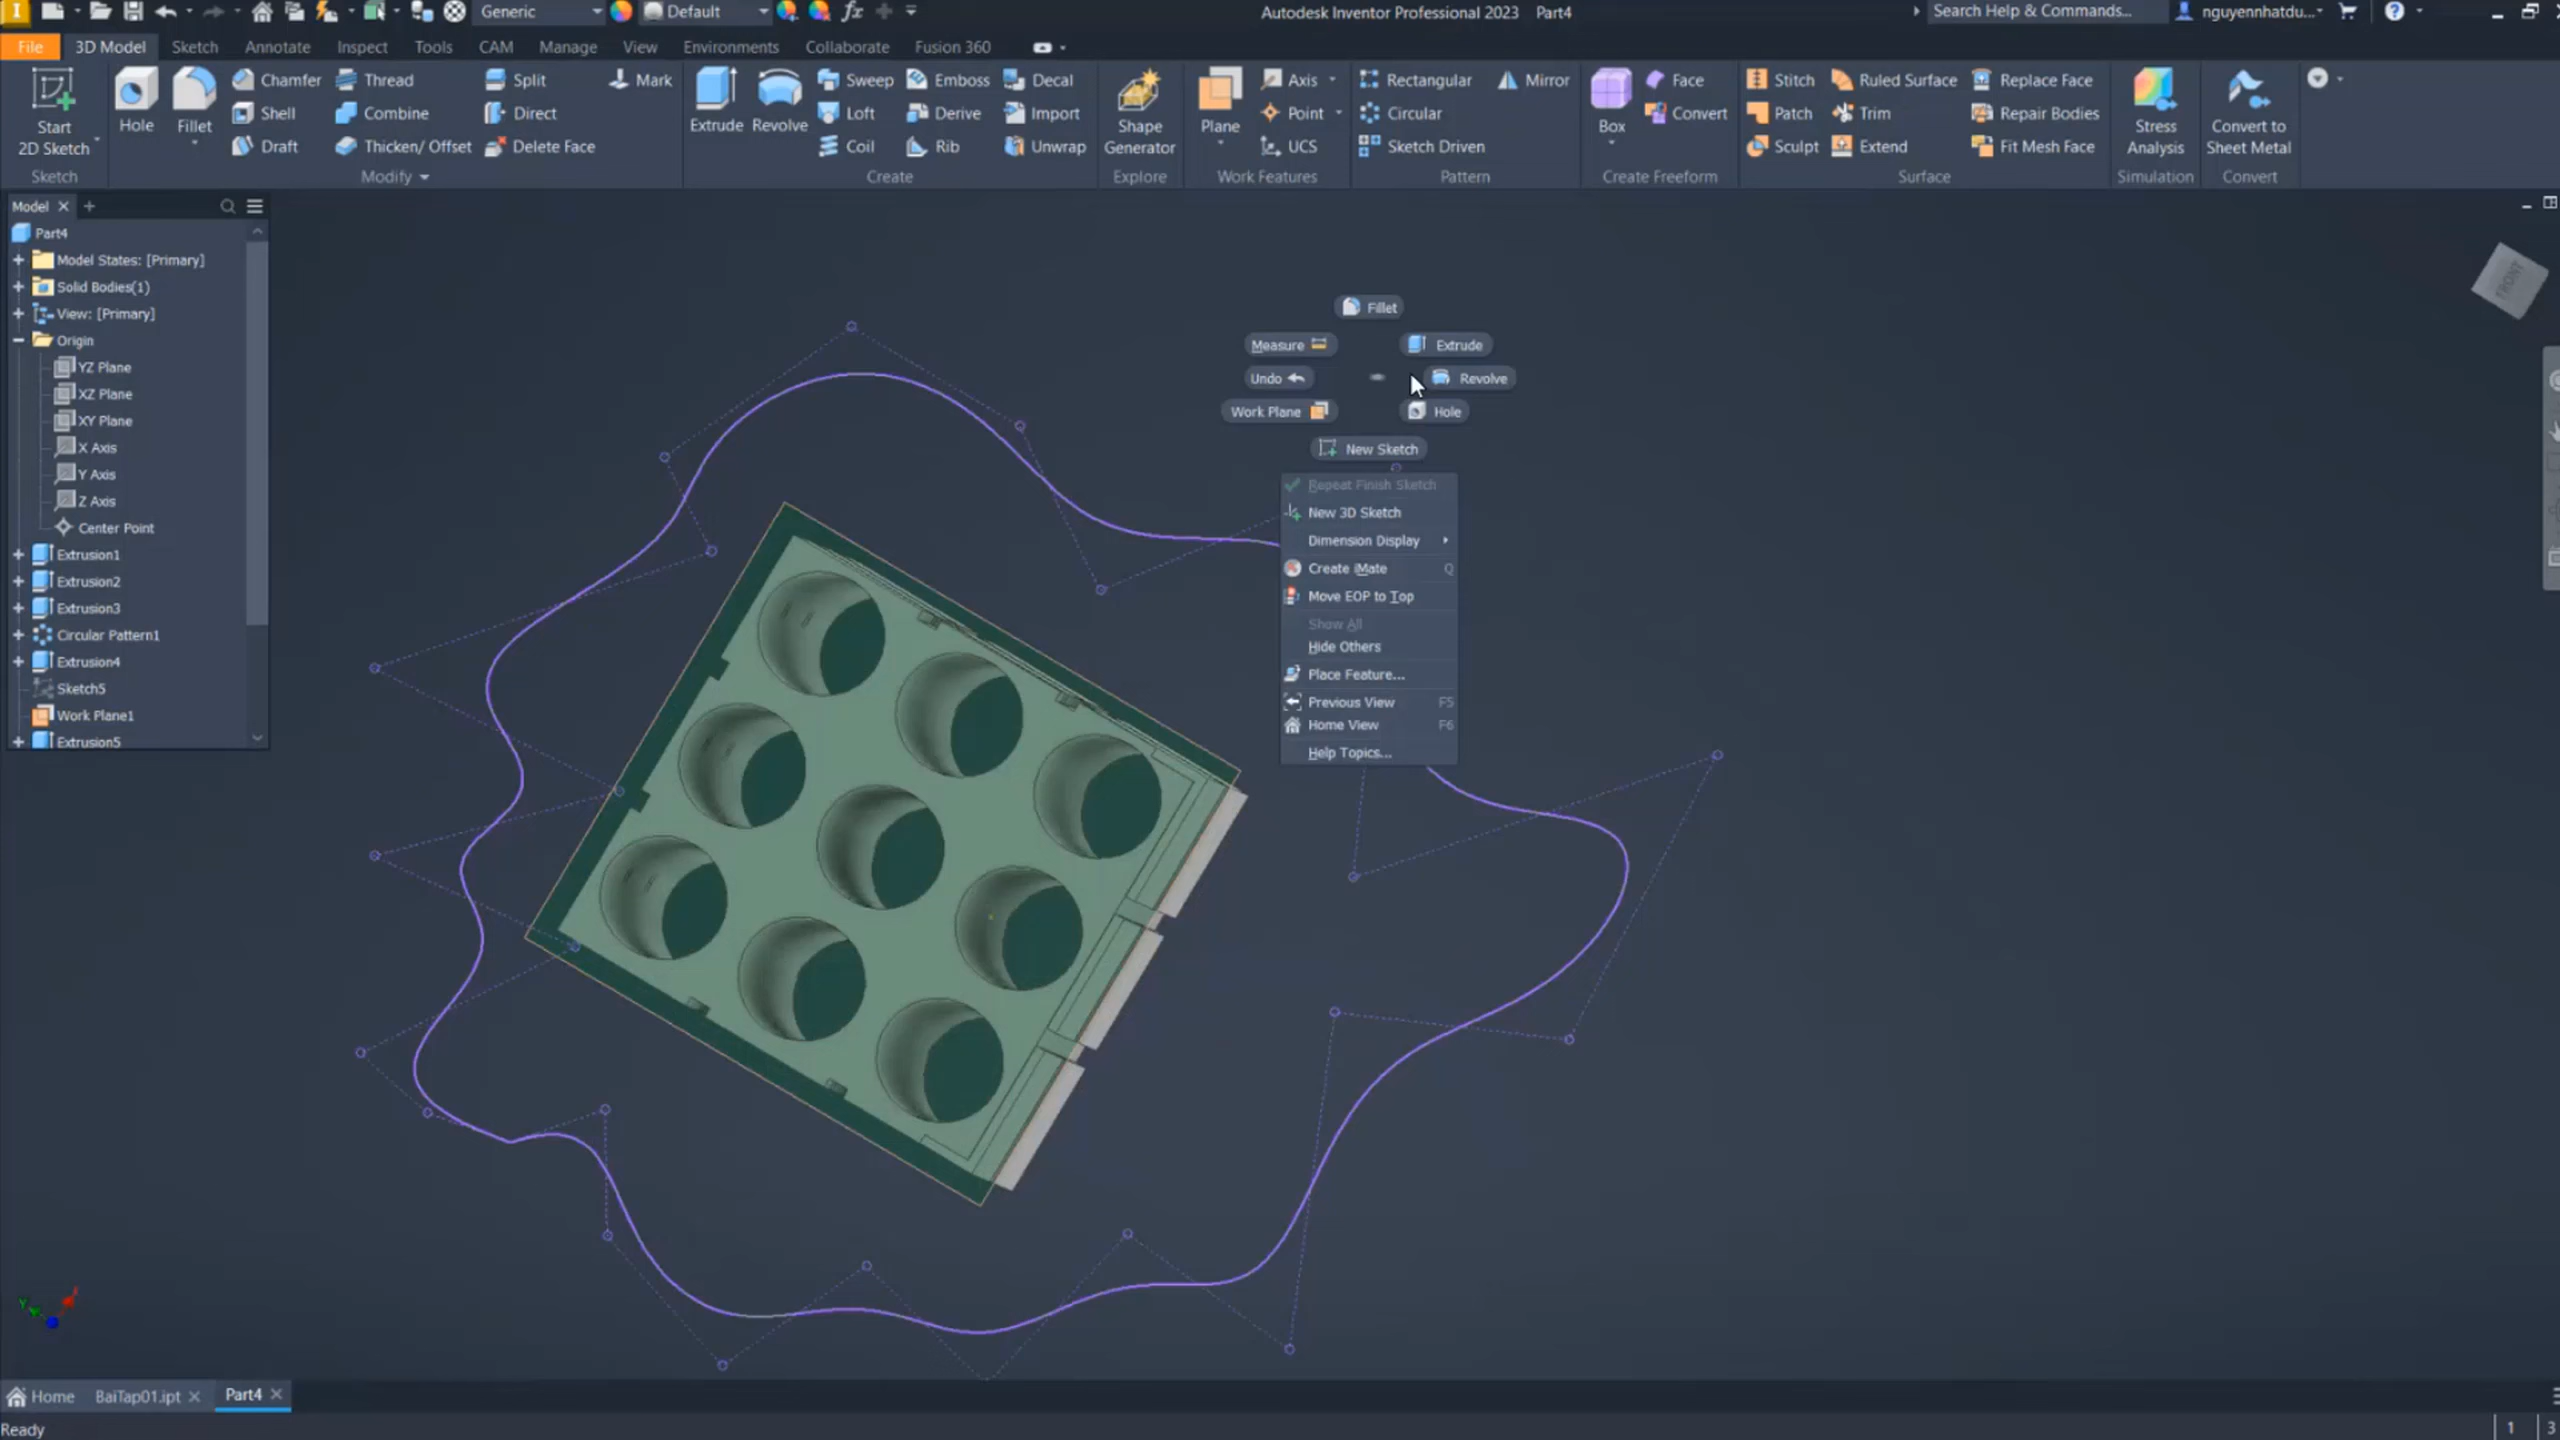 Generic
Default
fx
Autodesk Inventor Professional 2023 Part4
Search Help & Commands...
nguyennhatdu...
File
3D Model
Sketch
Annotate
Inspect
Tools
CAM
Manage
View
Environments
Collaborate
Fusion 360
Start
2D Sketch
Sketch
Hole
Fillet
Chamfer
Shell
Draft
Thread
Combine
Thicken/ Offset
Split
Direct
Delete Face
Mark
Modify
Extrude
Revolve
Sweep
Loft
Coil
Emboss
Derive
Rib
Decal
Import
Unwrap
Create
Shape
Generator
Explore
Plane
Axis
Point
UCS
Work Features
Rectangular
Circular
Sketch Driven
Mirror
Pattern
Box
Face
Convert
Create Freeform
Stitch
Patch
Sculpt
Ruled Surface
Trim
Extend
Replace Face
Repair Bodies
Fit Mesh Face
Surface
Stress
Analysis
Simulation
Convert to
Sheet Metal
Convert
Model
Part4
Model States: [Primary]
Solid Bodies(1)
View: [Primary]
Origin
YZ Plane
XZ Plane
XY Plane
X Axis
Y Axis
Z Axis
Center Point
Extrusion1
Extrusion2
Extrusion3
Circular Pattern1
Extrusion4
Sketch5
Work Plane1
Extrusion5
FRONT
Fillet
Measure
Extrude
Undo
Revolve
Work Plane
Hole
New Sketch
Repeat Finish Sketch
New 3D Sketch
Dimension Display
Create iMate Q
Move EOP to Top
Show All
Hide Others
Place Feature...
Previous View F5
Home View F6
Help Topics...
Y
Home
BaiTap01.ipt
Part4
Ready
1
3